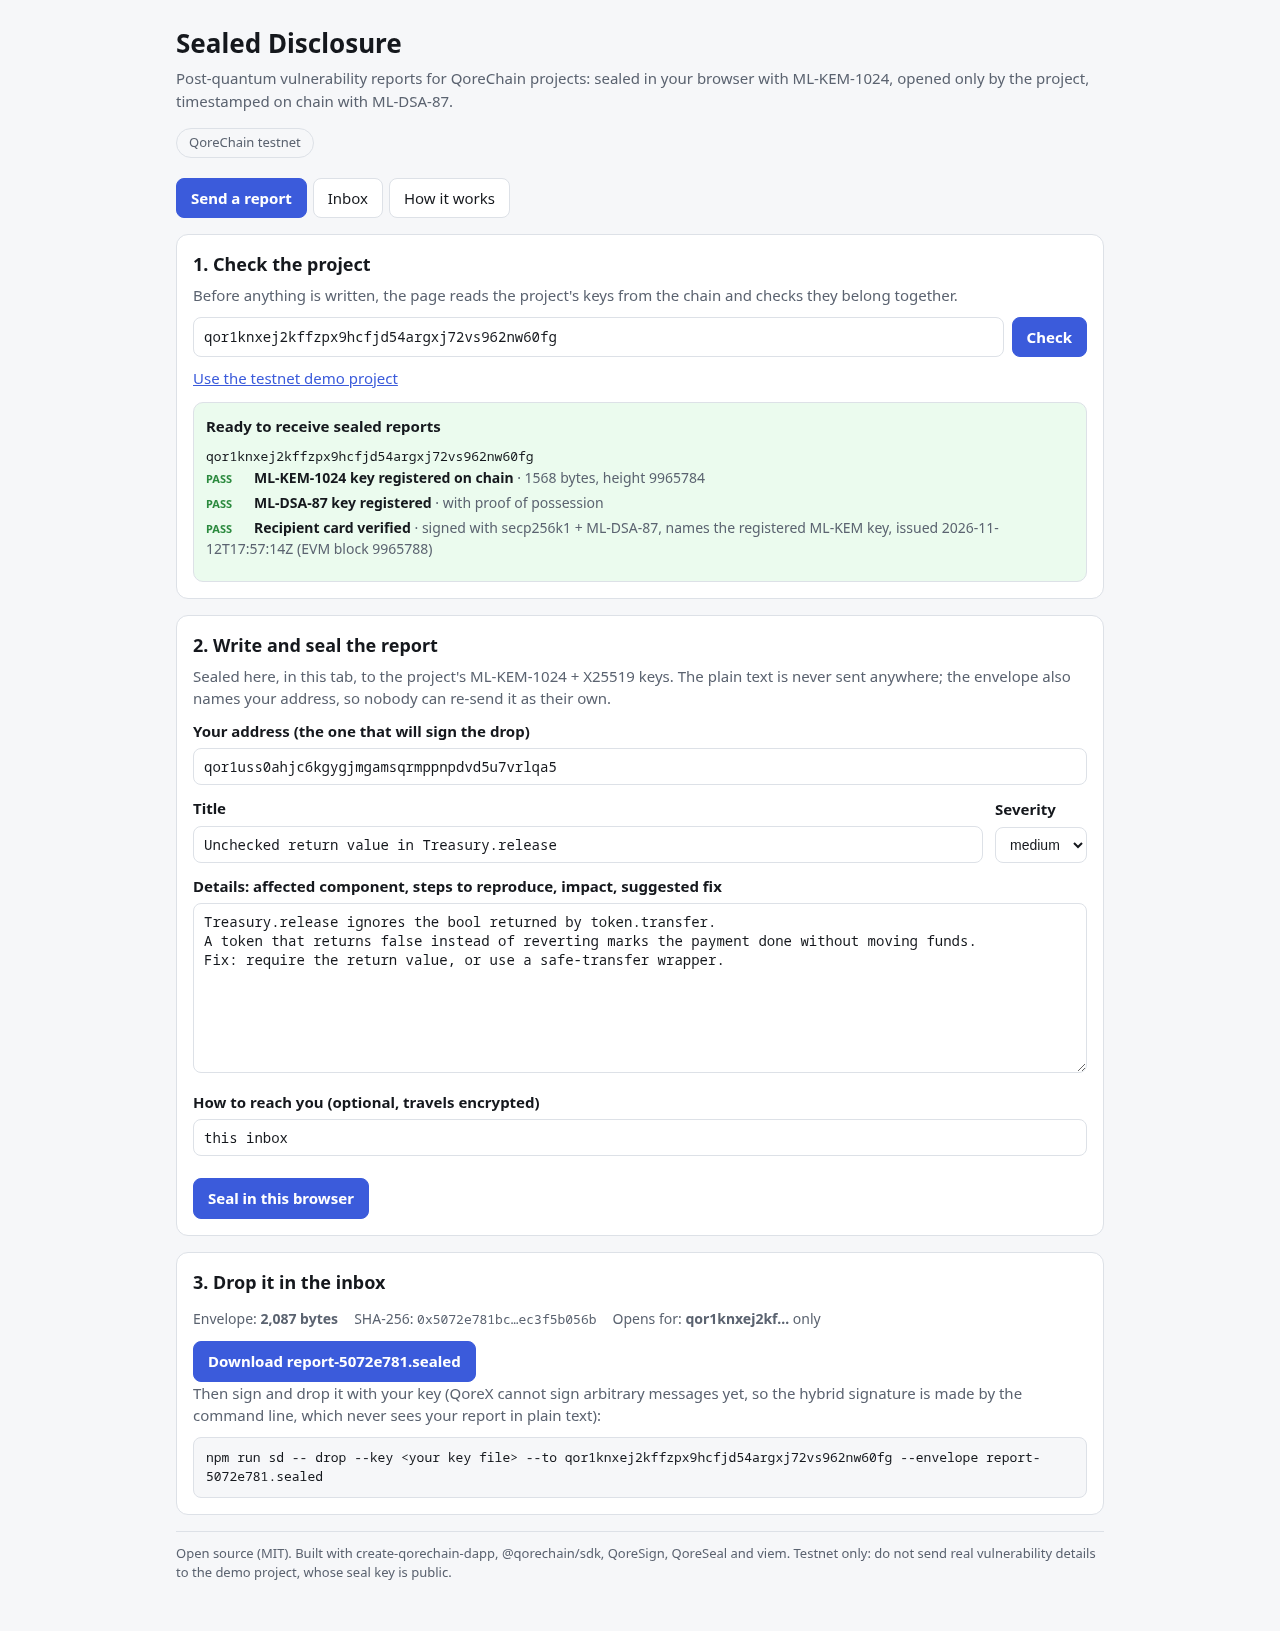 Sealed Disclosure
Post-quantum vulnerability reports for QoreChain projects: sealed in your browser with ML-KEM-1024, opened only by the project,
timestamped on chain with ML-DSA-87.
QoreChain testnet
Send a report
Inbox
How it works
1. Check the project
Before anything is written, the page reads the project's keys from the chain and checks they belong together.
qor1knxej2kffzpx9hcfjd54argxj72vs962nw60fg
Check
Use the testnet demo project
Ready to receive sealed reports
qor1knxej2kffzpx9hcfjd54argxj72vs962nw60fg
PASS ML-KEM-1024 key registered on chain · 1568 bytes, height 9965784
PASS ML-DSA-87 key registered · with proof of possession
PASS Recipient card verified · signed with secp256k1 + ML-DSA-87, names the registered ML-KEM key, issued 2026-11-
12T17:57:14Z (EVM block 9965788)
2. Write and seal the report
Sealed here, in this tab, to the project's ML-KEM-1024 + X25519 keys. The plain text is never sent anywhere; the envelope also
names your address, so nobody can re-send it as their own.
Your address (the one that will sign the drop)
qor1uss0ahjc6kgygjmgamsqrmppnpdvd5u7vrlqa5
Title
Severity
Unchecked return value in Treasury.release
medium
Details: affected component, steps to reproduce, impact, suggested fix
Treasury.release ignores the bool returned by token.transfer.
A token that returns false instead of reverting marks the payment done without moving funds.
Fix: require the return value, or use a safe-transfer wrapper.
How to reach you (optional, travels encrypted)
this inbox
Seal in this browser
3. Drop it in the inbox
Envelope: 2,087 bytes SHA-256: 0x5072e781bc…ec3f5b056b Opens for: qor1knxej2kf… only
Download report-5072e781.sealed
Then sign and drop it with your key (QoreX cannot sign arbitrary messages yet, so the hybrid signature is made by the
command line, which never sees your report in plain text):
npm run sd -- drop --key <your key file> --to qor1knxej2kffzpx9hcfjd54argxj72vs962nw60fg --envelope report-
5072e781.sealed
Open source (MIT). Built with create-qorechain-dapp, @qorechain/sdk, QoreSign, QoreSeal and viem. Testnet only: do not send real vulnerability details
to the demo project, whose seal key is public.